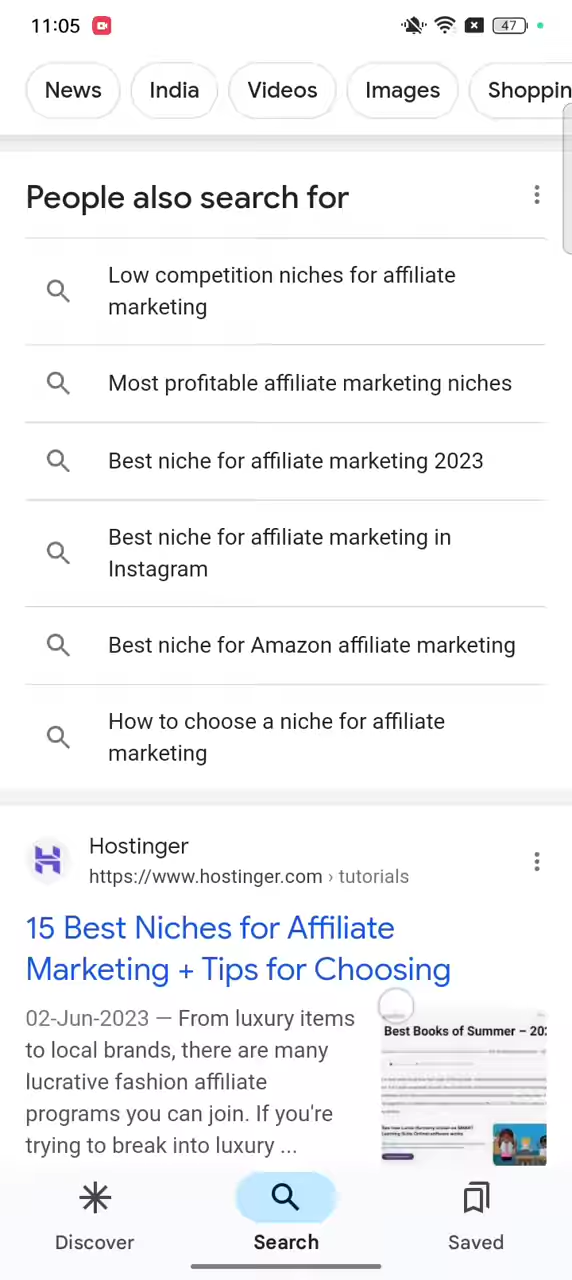 11:05
47
News India Videos Images Shoppin
People also search for
Low competition niches for affiliate
marketing
Most profitable affiliate marketing niches
Best niche for affiliate marketing 2023
Best niche for affiliate marketing in
Instagram
Best niche for Amazon affiliate marketing
How to choose a niche for affiliate
marketing
Hostinger
https://www.hostinger.com › tutorials
15 Best Niches for Affiliate
Marketing + Tips for Choosing
02-Jun-2023 — From luxury items
to local brands, there are many
lucrative fashion affiliate
programs you can join. If you're
trying to break into luxury ...
Best Books of Summer – 20
Discover Search Saved